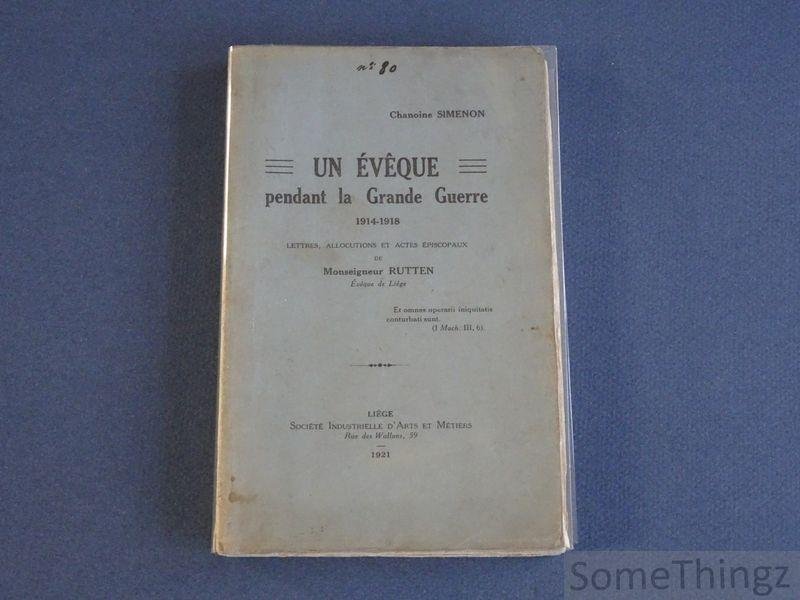 nº 80
Chanoine SIMENON
UN ÉVÊQUE
pendant la Grande Guerre
1914-1918
LETTRES, ALLOCUTIONS ET ACTES ÉPISCOPAUX
DE
Monseigneur RUTTEN
Évêque de Liége
Et omnes operarii iniquitatis
conturbati sunt.
(I Mach. III, 6).
LIÉGE
SOCIÉTÉ INDUSTRIELLE D'ARTS ET MÉTIERS
Rue des Wallons, 59
1921
SomeThingz